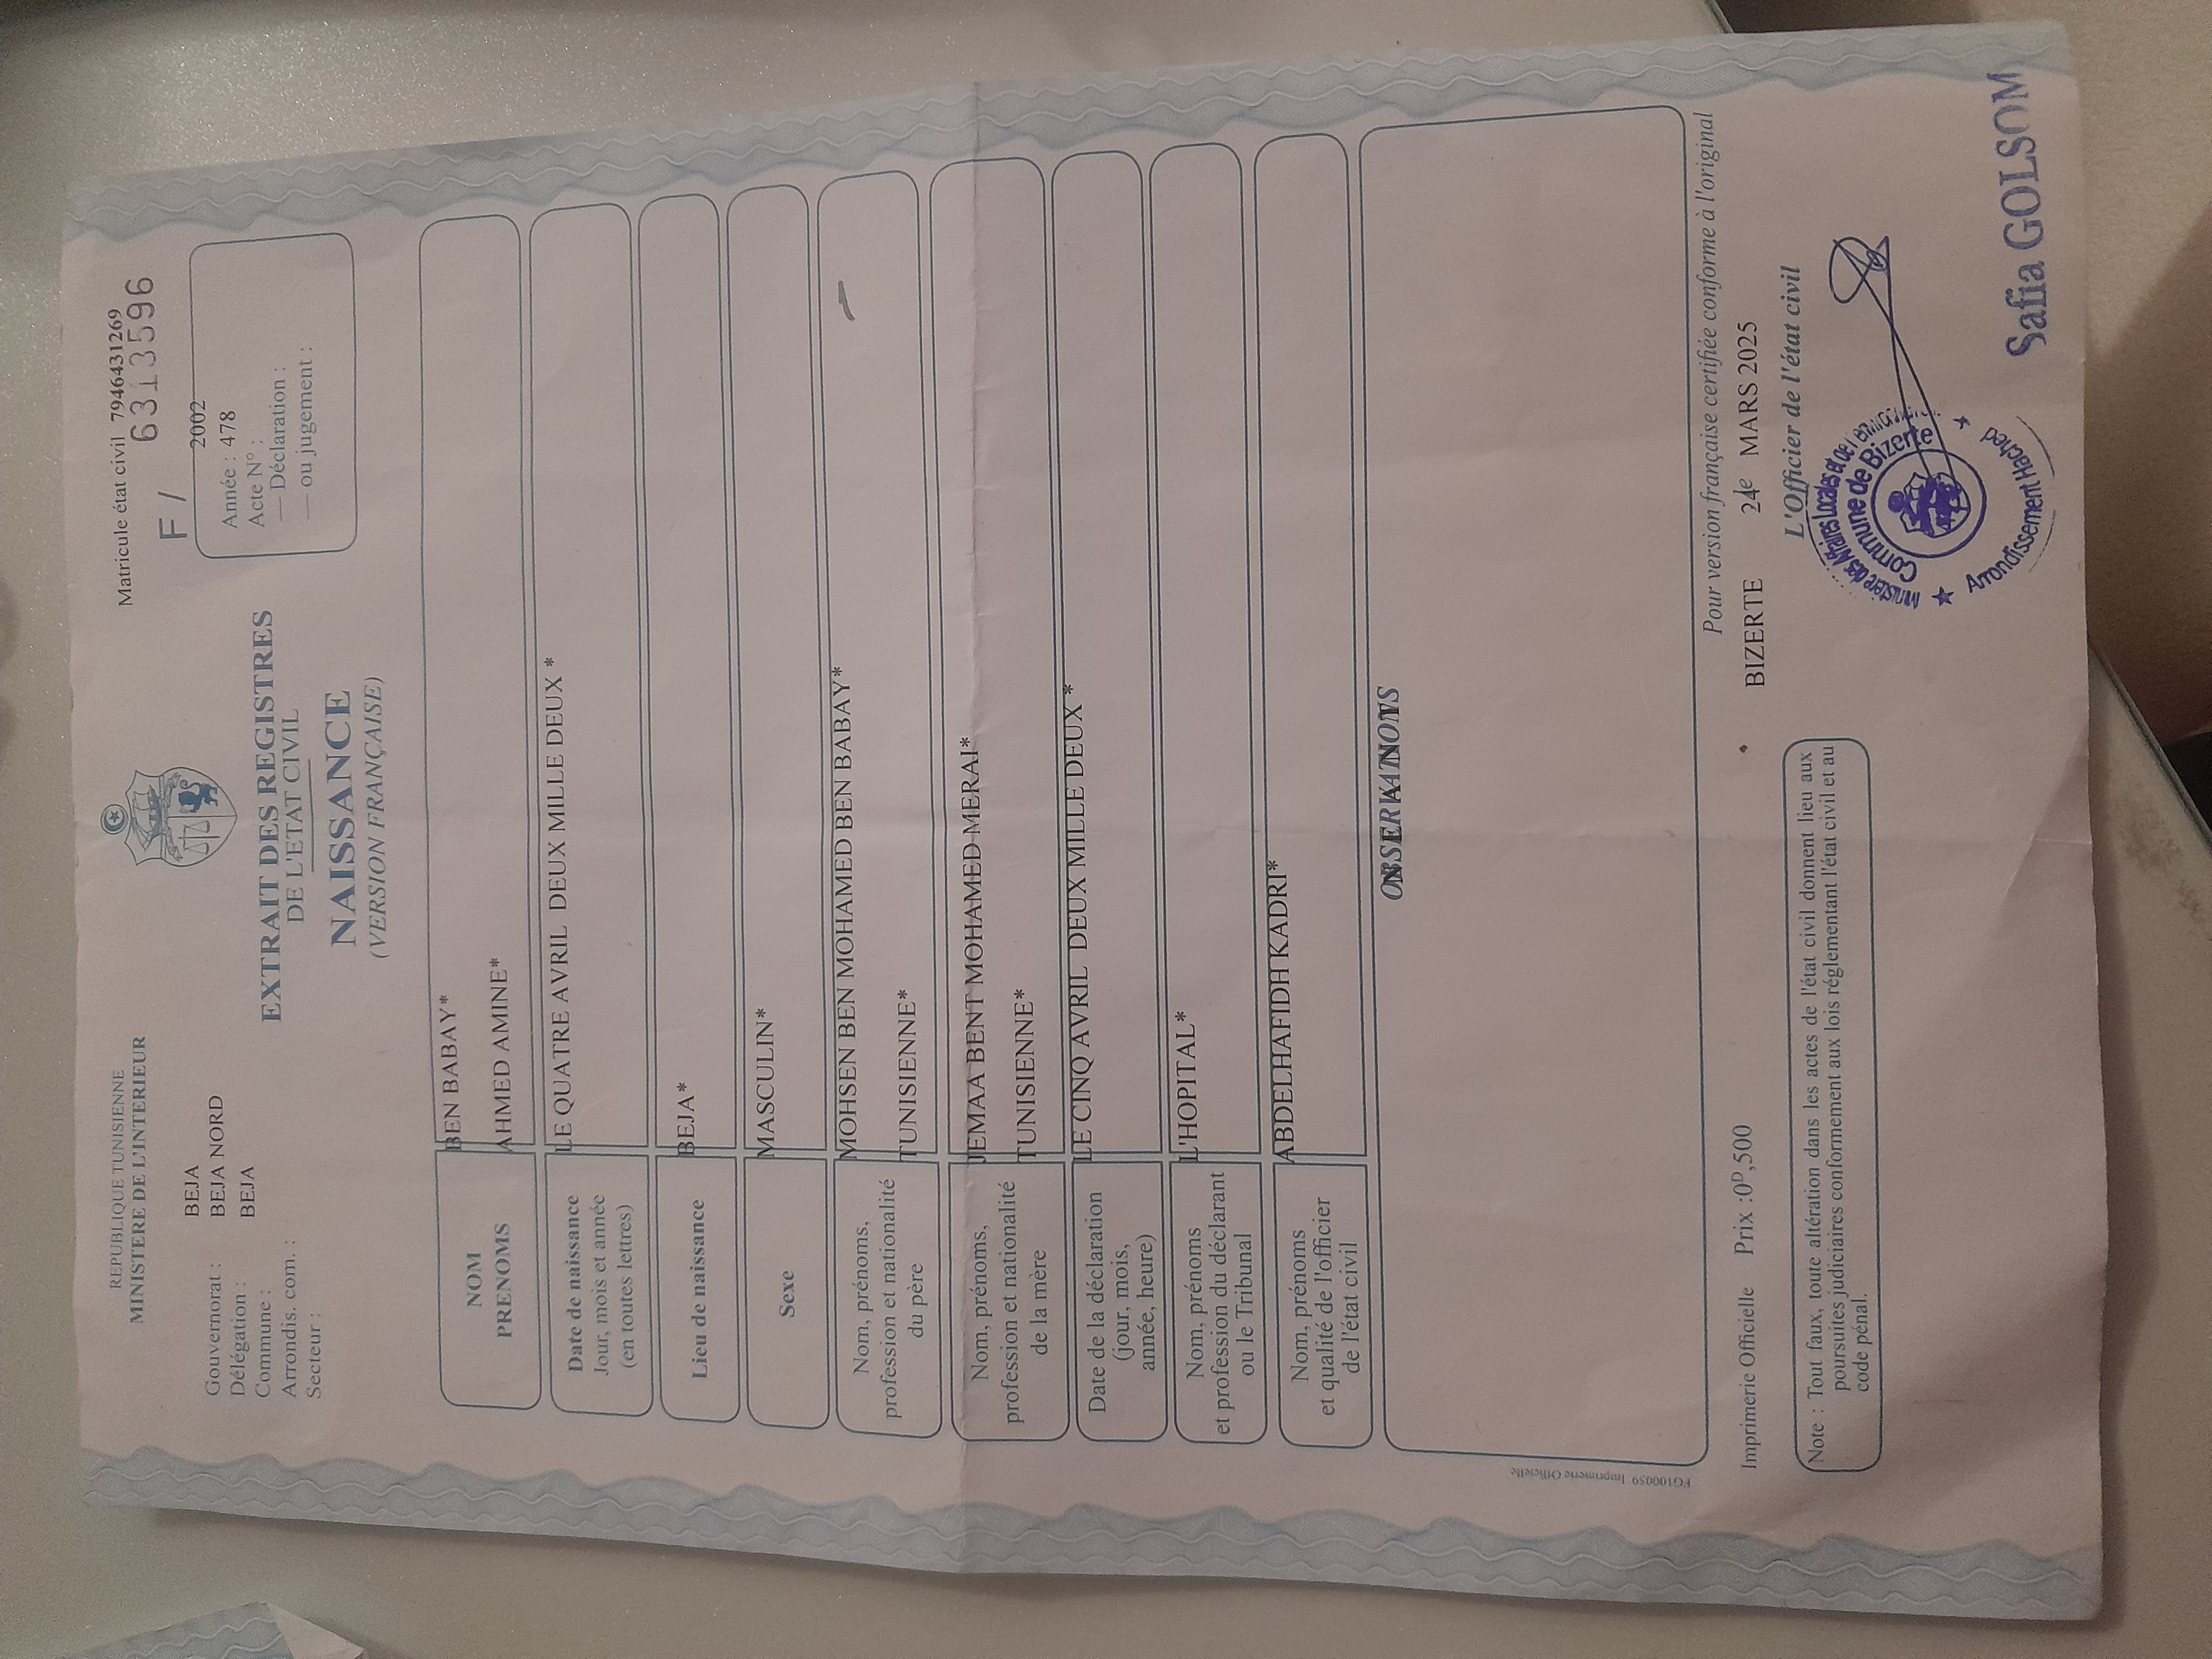 REPUBLIQUE TUNISIENNE
MINISTERE DE L'INTERIEUR
Gouvernorat : BEJA
Délégation : BEJA NORD
Commune : BEJA
Arrondis. com. :
Secteur :
Matricule état civil 7946431269
6313596
F /
2002
Année : 478
Acte N° :
— Déclaration :
— ou jugement :
EXTRAIT DES REGISTRES
DE L'ETAT CIVIL
NAISSANCE
(VERSION FRANÇAISE)
NOM
PRENOMS
BEN BABAY*
AHMED AMINE*
Date de naissance
Jour, mois et année
(en toutes lettres)
LE QUATRE AVRIL DEUX MILLE DEUX *
Lieu de naissance
BEJA*
Sexe
MASCULIN*
Nom, prénoms,
profession et nationalité
du père
MOHSEN BEN MOHAMED BEN BABAY*
TUNISIENNE*
Nom, prénoms,
profession et nationalité
de la mère
JEMAA BENT MOHAMED MERAI*
TUNISIENNE*
Date de la déclaration
(jour, mois,
année, heure)
LE CINQ AVRIL DEUX MILLE DEUX *
Nom, prénoms
et profession du déclarant
ou le Tribunal
L'HOPITAL*
Nom, prénoms
et qualité de l'officier
de l'état civil
ABDELHAFIDH KADRI*
OBSERVATIONS
FG100059 Imprimerie Officielle
Pour version française certifiée conforme à l'original
Imprimerie Officielle Prix :0ᴰ,500
BIZERTE 24e MARS 2025
L'Officier de l'état civil
Note : Tout faux, toute altération dans les actes de l'état civil donnent lieu aux
poursuites judiciaires conformement aux lois réglementant l'état civil et au
code pénal.
Ministère des Affaires Locales et de l'
Commune de Bizerte
Arrondissement Hached
Safia GOLSOM